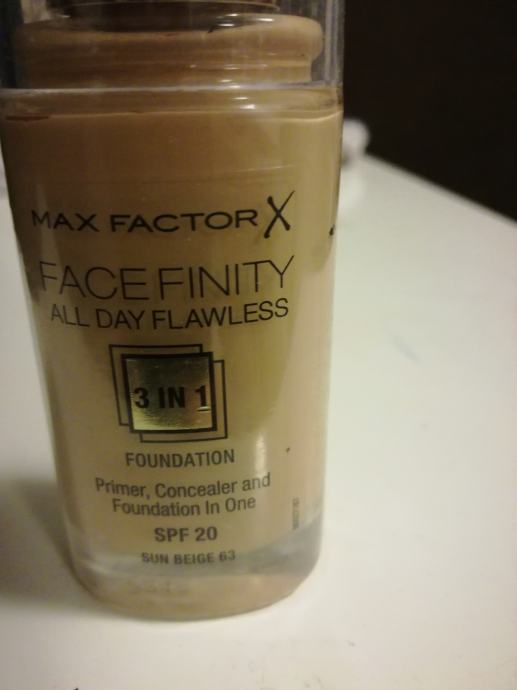 MAX FACTOR X
FACEFINITY
ALL DAY FLAWLESS
3 IN 1
FOUNDATION
Primer, Concealer and
Foundation In One
SPF 20
SUN BEIGE 63